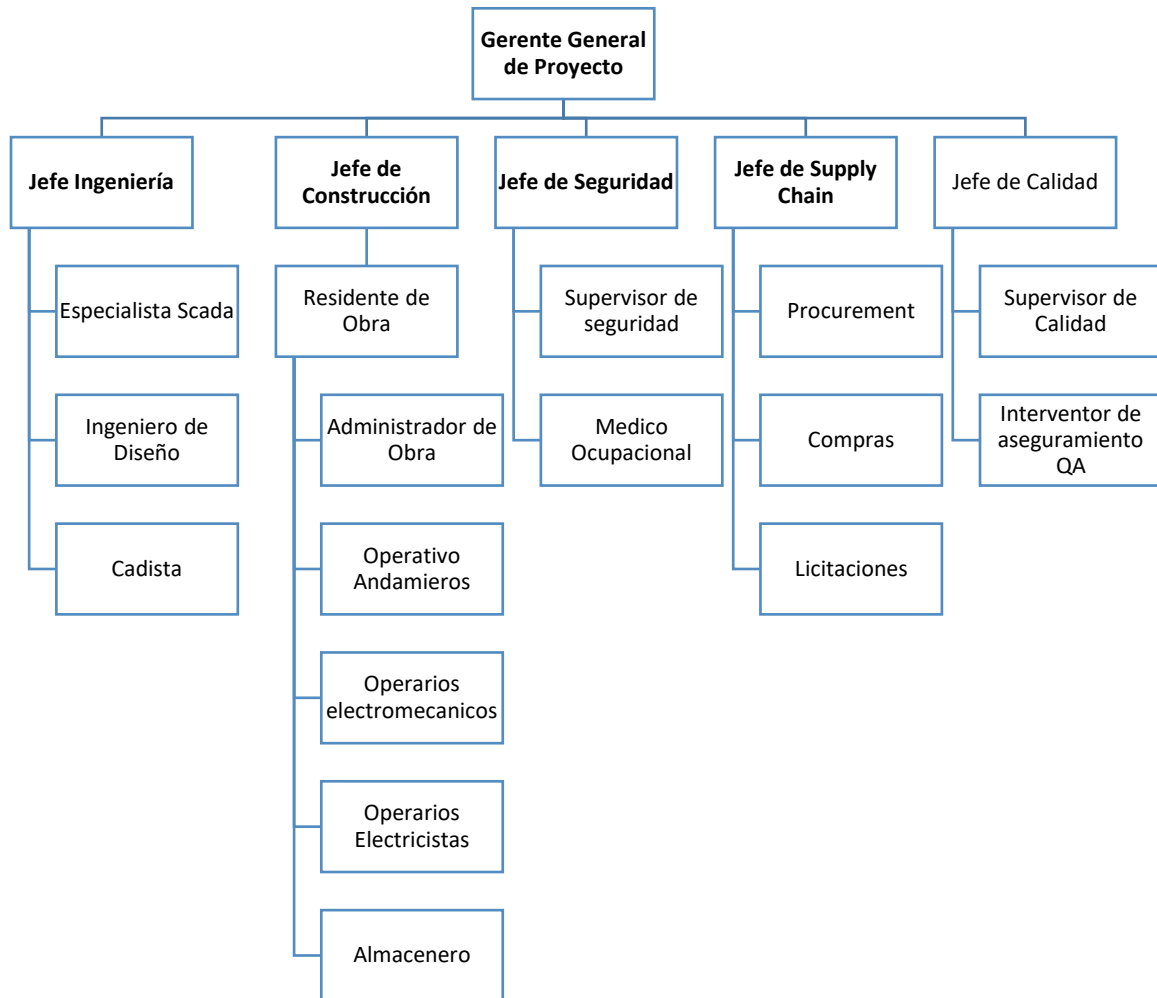 Gerente General
de Proyecto
Jefe Ingeniería
Jefe de
Construcción
Jefe de Seguridad
Jefe de Supply
Chain
Jefe de Calidad
Especialista Scada
Residente de
Obra
Supervisor de
seguridad
Procurement
Supervisor de
Calidad
Ingeniero de
Diseño
Administrador de
Obra
Medico
Ocupacional
Compras
Interventor de
aseguramiento
QA
Cadista
Operativo
Andamieros
Licitaciones
Operarios
electromecanicos
Operarios
Electricistas
Almacenero